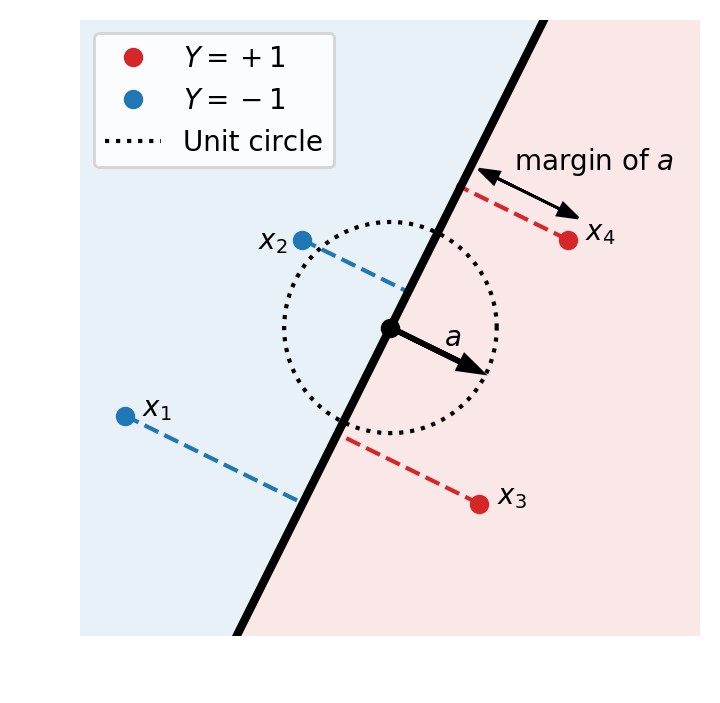 Y = +1
Y = −1
Unit circle
margin of a
x₂
x₄
a
x₁
x₃